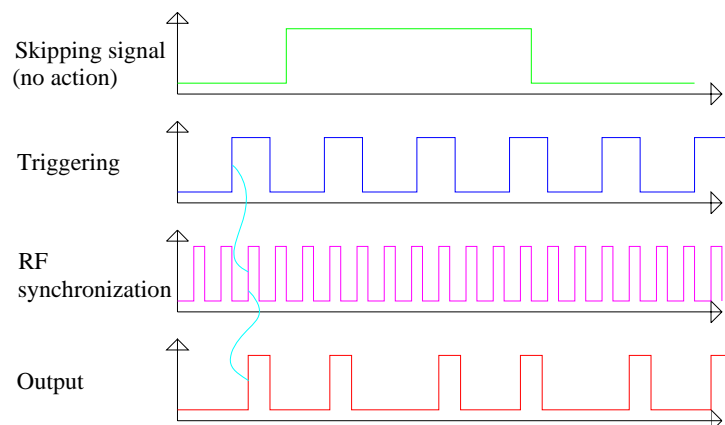 Skipping signal
(no action)
Triggering
RF
synchronization
Output